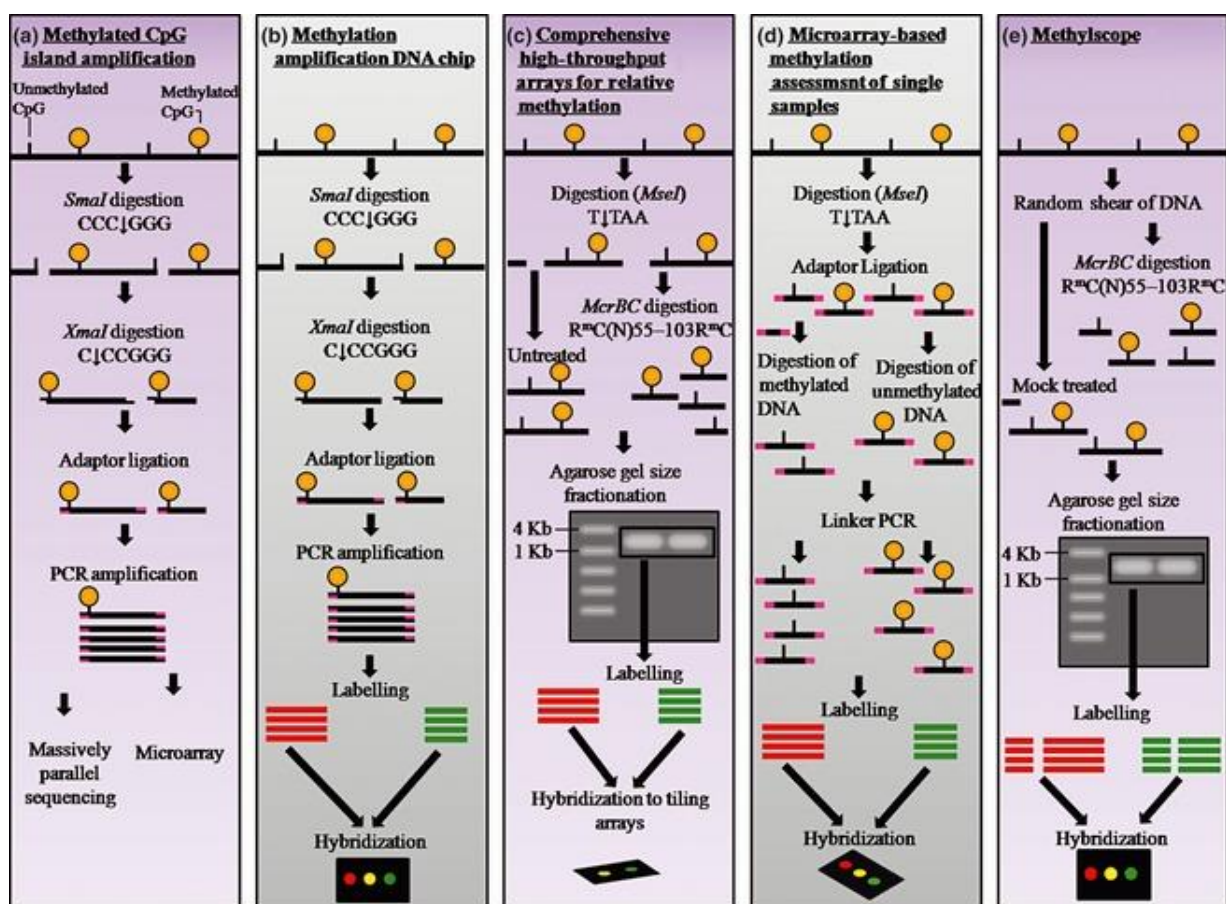 (a) Methylated CpG
island amplification
Unmethylated
CpG
Methylated
CpG
SmaI digestion
CCC↓GGG
XmaI digestion
C↓CCGGG
Adaptor ligation
PCR amplification
Massively
parallel
sequencing
Microarray
(b) Methylation
amplification DNA chip
SmaI digestion
CCC↓GGG
XmaI digestion
C↓CCGGG
Adaptor ligation
PCR amplification
Labelling
Hybridization
(c) Comprehensive
high-throughput
arrays for relative
methylation
Digestion (MseI)
T↓TAA
McrBC digestion
RmC(N)55–103RmC
Untreated
Agarose gel size
fractionation
4 Kb
1 Kb
Labelling
Hybridization to tiling
arrays
(d) Microarray-based
methylation
assessmsnt of single
samples
Digestion (MseI)
T↓TAA
Adaptor Ligation
Digestion of
methylated
DNA
Digestion of
unmethylated
DNA
Linker PCR
Labelling
Hybridization
(e) Methylscope
Random shear of DNA
McrBC digestion
RmC(N)55–103RmC
Mock treated
Agarose gel size
fractionation
4 Kb
1 Kb
Labelling
Hybridization